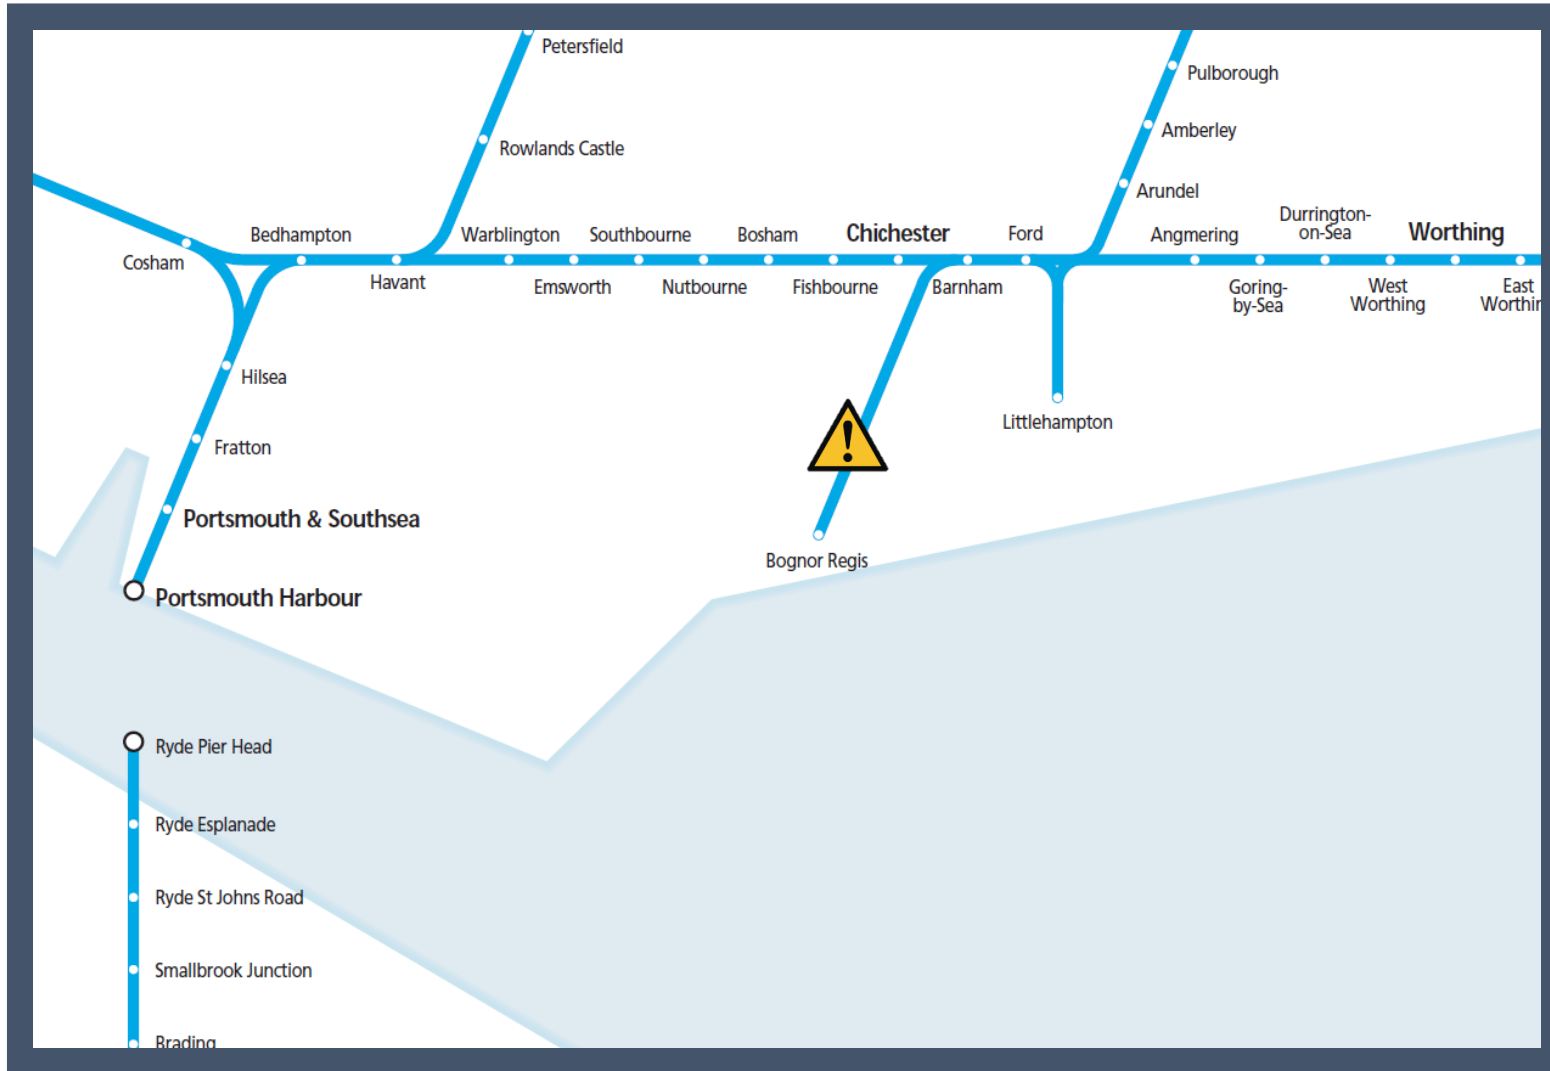 Petersfield
Pulborough
Rowlands Castle
Amberley
Arundel
Durrington-
on-Sea
Bedhampton
Warblington
Southbourne
Bosham
Chichester
Ford
Angmering
Worthing
Cosham
Havant
Emsworth
Nutbourne
Fishbourne
Barnham
Goring-
by-Sea
West
Worthing
East
Worthin
Hilsea
Littlehampton
Fratton
!
Portsmouth & Southsea
Bognor Regis
Portsmouth Harbour
Ryde Pier Head
Ryde Esplanade
Ryde St Johns Road
Smallbrook Junction
Brading